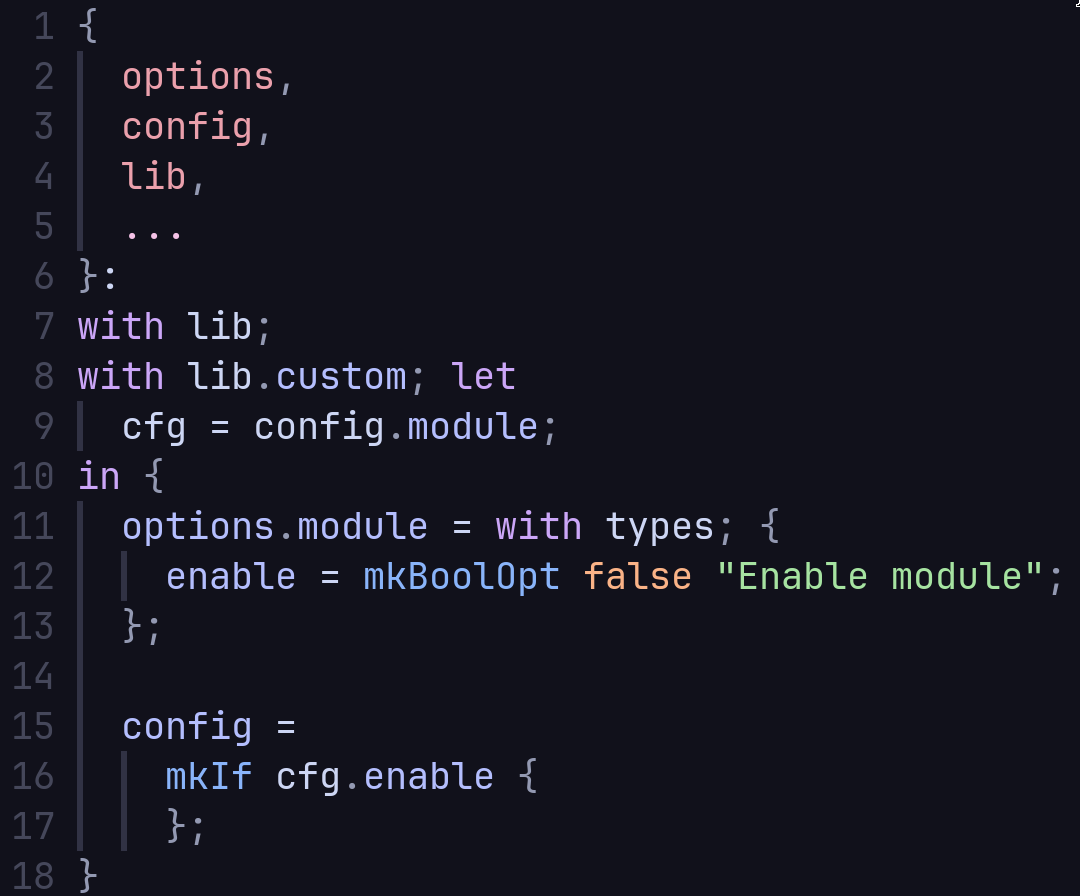 1 {
2   options,
3   config,
4   lib,
5   ...
6 }:
7 with lib;
8 with lib.custom; let
9   cfg = config.module;
10 in {
11   options.module = with types; {
12     enable = mkBoolOpt false "Enable module";
13   };
14
15   config =
16     mkIf cfg.enable {
17     };
18 }